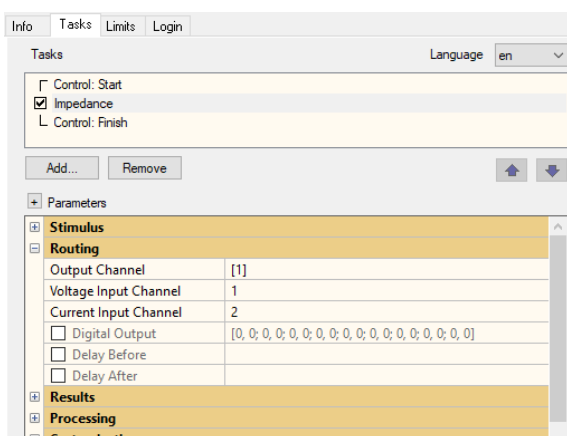 Info Tasks Limits Login
Tasks Language en
Control: Start
Impedance
Control: Finish
Add... Remove
+ Parameters
Stimulus
Routing
Output Channel [1]
Voltage Input Channel 1
Current Input Channel 2
Digital Output [0, 0; 0, 0; 0, 0; 0, 0; 0, 0; 0, 0; 0, 0; 0, 0; 0, 0]
Delay Before
Delay After
Results
Processing